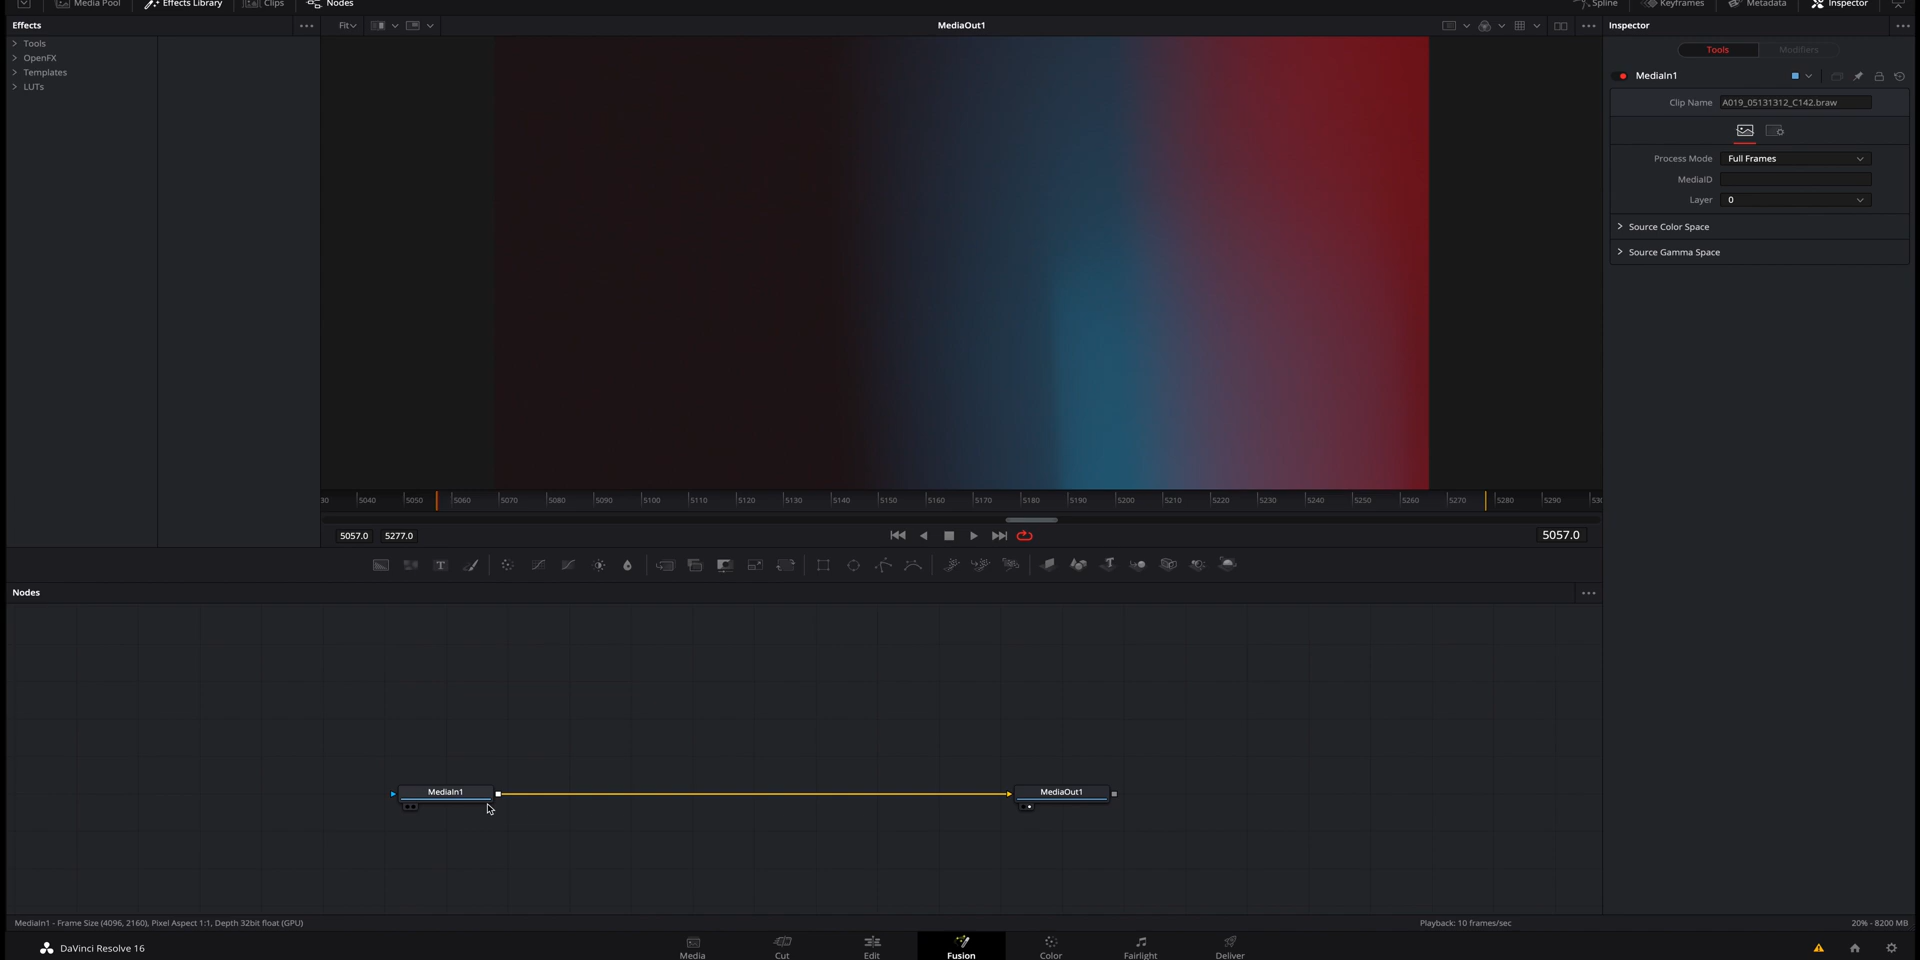 Media Pool Effects Library Clips Nodes Spline Keyframes Metadata Inspector
Effects Fit MediaOut1 Inspector
Tools
OpenFX
Templates
LUTs
Tools Modifiers
MediaIn1
Clip Name A019_05131312_C142.braw
Process Mode Full Frames
MediaID
Layer 0
Source Color Space
Source Gamma Space
30 5040 5050 5060 5070 5080 5090 5100 5110 5120 5130 5140 5150 5160 5170 5180 5190 5200 5210 5220 5230 5240 5250 5260 5270 5280 5290 530
5057.0 5277.0 5057.0
T
Nodes
MediaIn1 MediaOut1
MediaIn1 - Frame Size (4096, 2160), Pixel Aspect 1:1, Depth 32bit float (GPU) Playback: 10 frames/sec 20% - 8200 MB
DaVinci Resolve 16 Media Cut Edit Fusion Color Fairlight Deliver